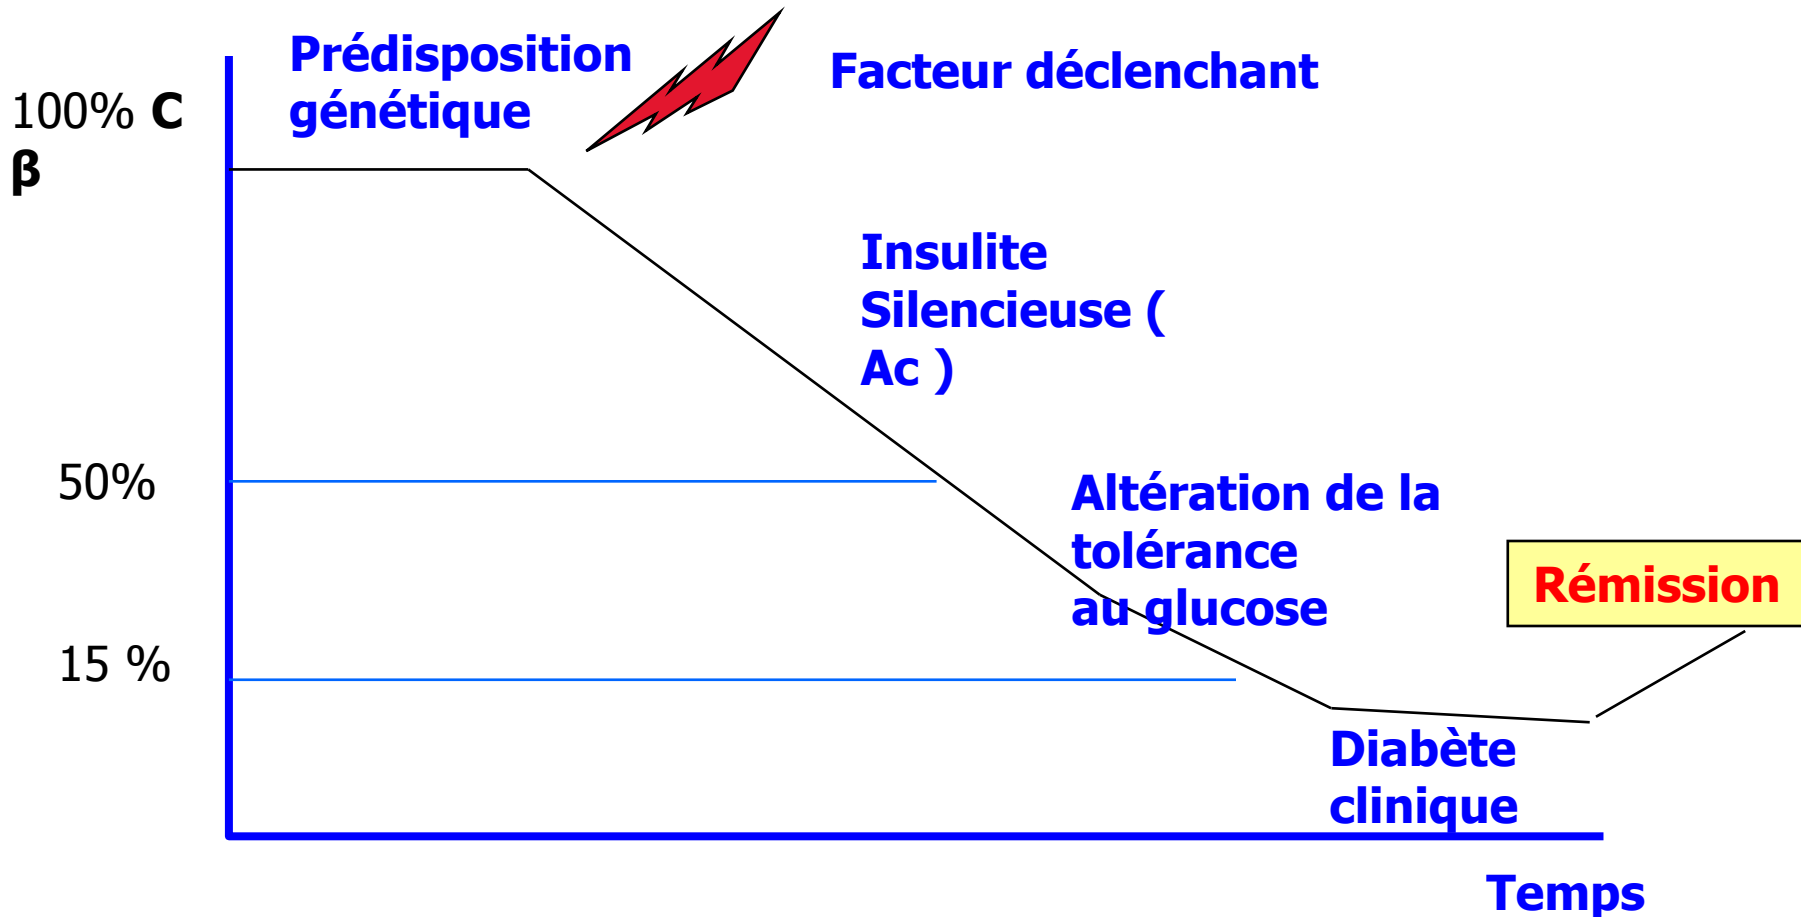 Prédisposition
génétique
Facteur déclenchant
100% C
β
Insulite
Silencieuse (
Ac )
50%
Altération de la
tolérance
au glucose
Rémission
15 %
Diabète
clinique
Temps